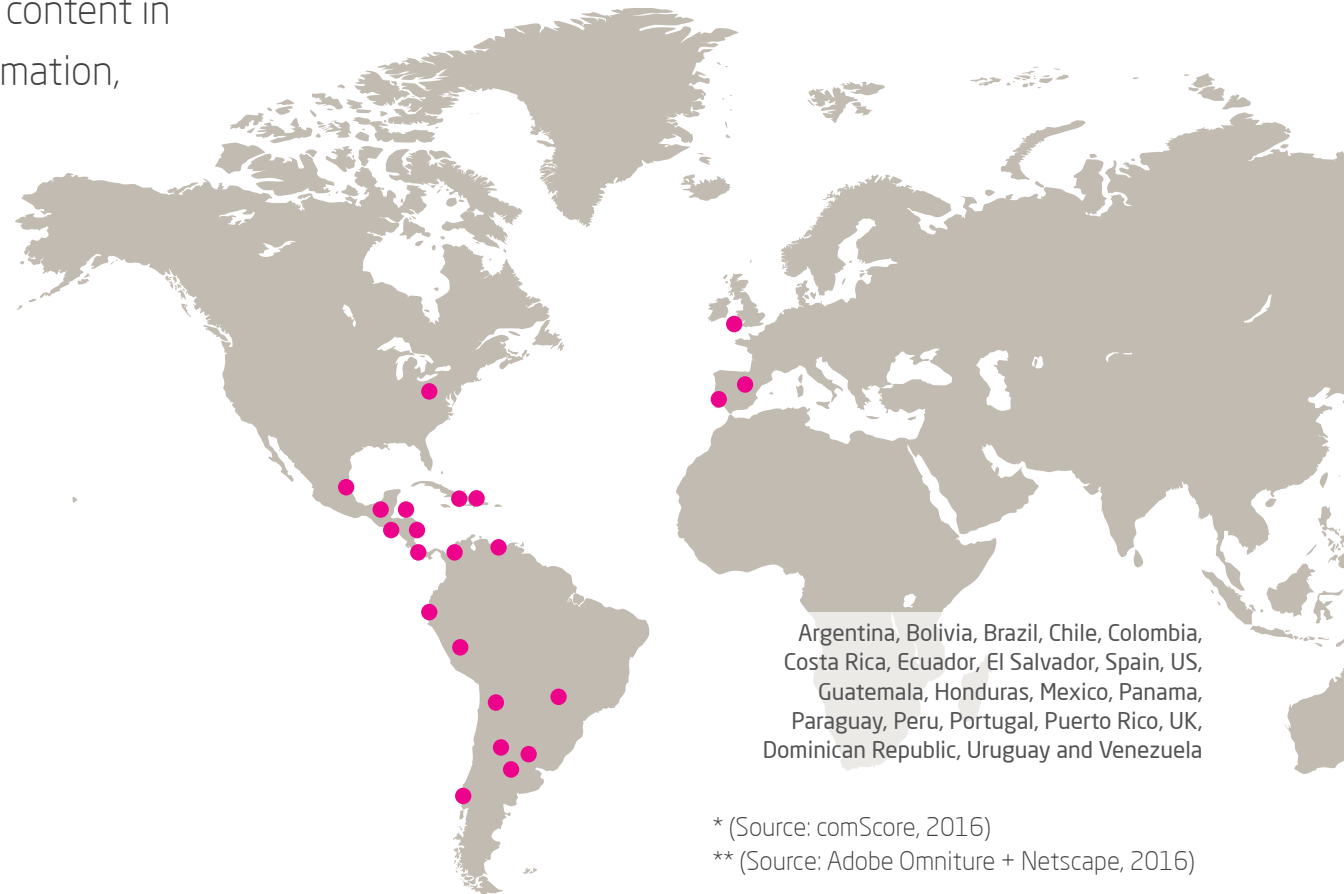 content in
mation,
Argentina, Bolivia, Brazil, Chile, Colombia,
Costa Rica, Ecuador, El Salvador, Spain, US,
Guatemala, Honduras, Mexico, Panama,
Paraguay, Peru, Portugal, Puerto Rico, UK,
Dominican Republic, Uruguay and Venezuela
* (Source: comScore, 2016)
** (Source: Adobe Omniture + Netscape, 2016)